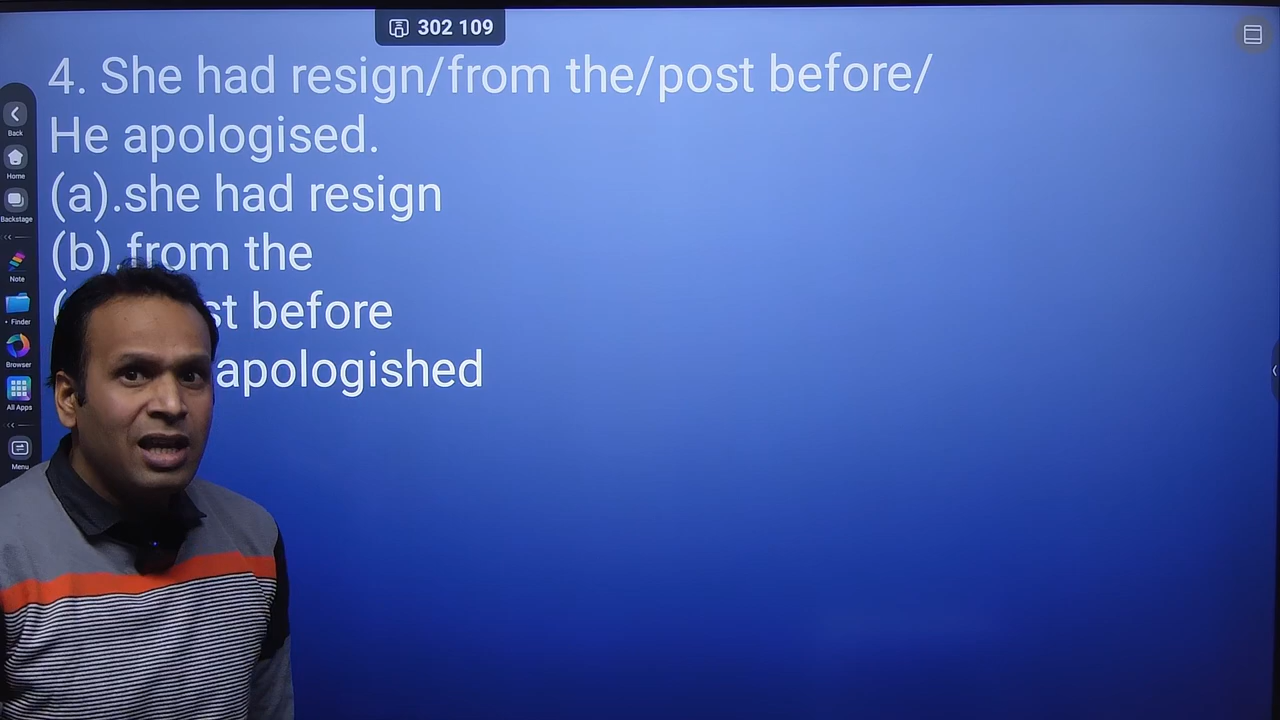 302 109
4. She had resign/from the/post before/
He apologised.
(a).she had resign
(b).from the
st before
apologished
Back
Home
Backstage
Note
Finder
Browser
All Apps
Menu